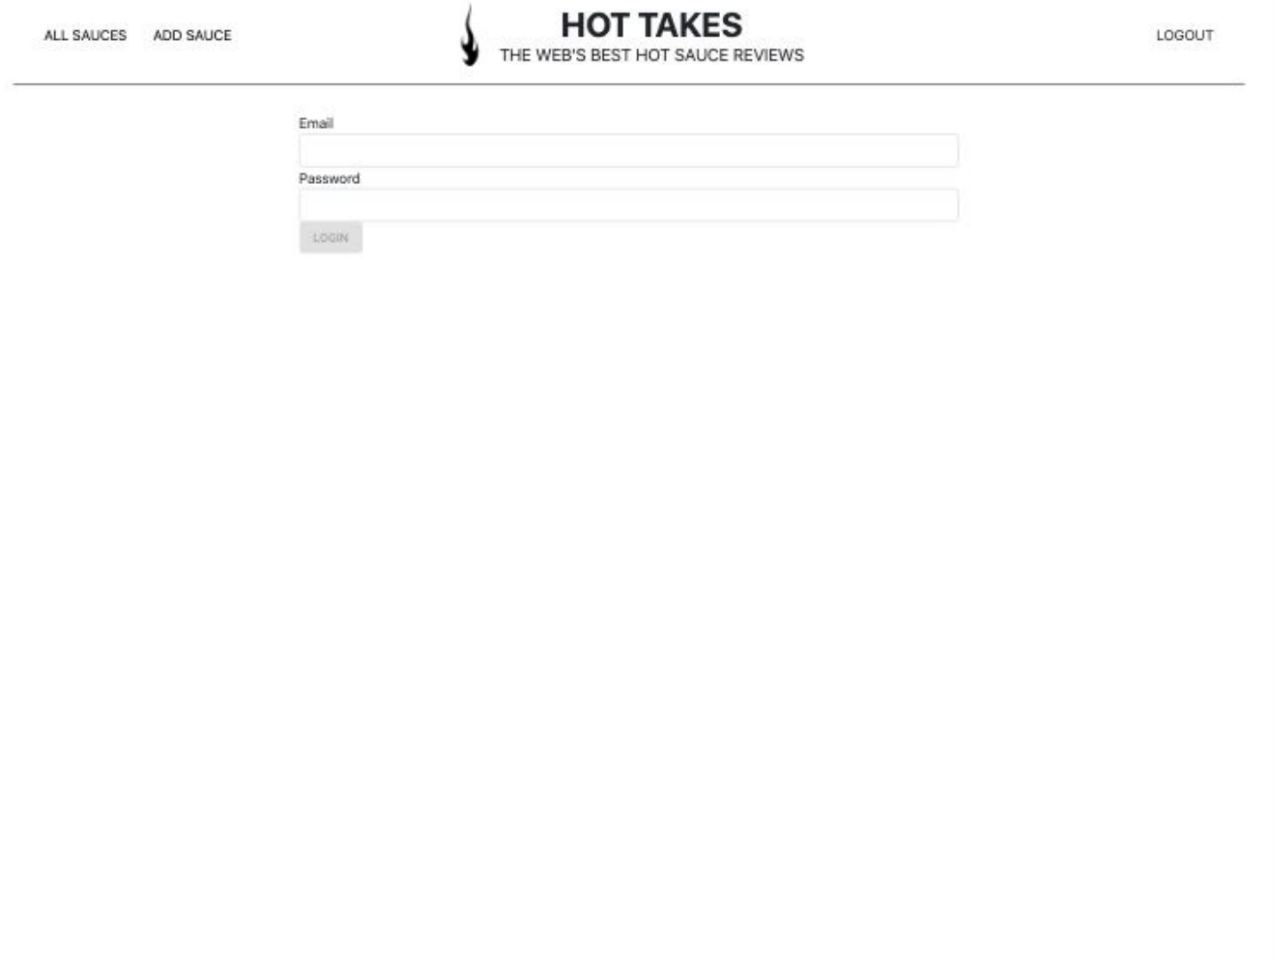 ALL SAUCES ADD SAUCE
HOT TAKES
THE WEB'S BEST HOT SAUCE REVIEWS
LOGOUT
Email
Password
LOGIN